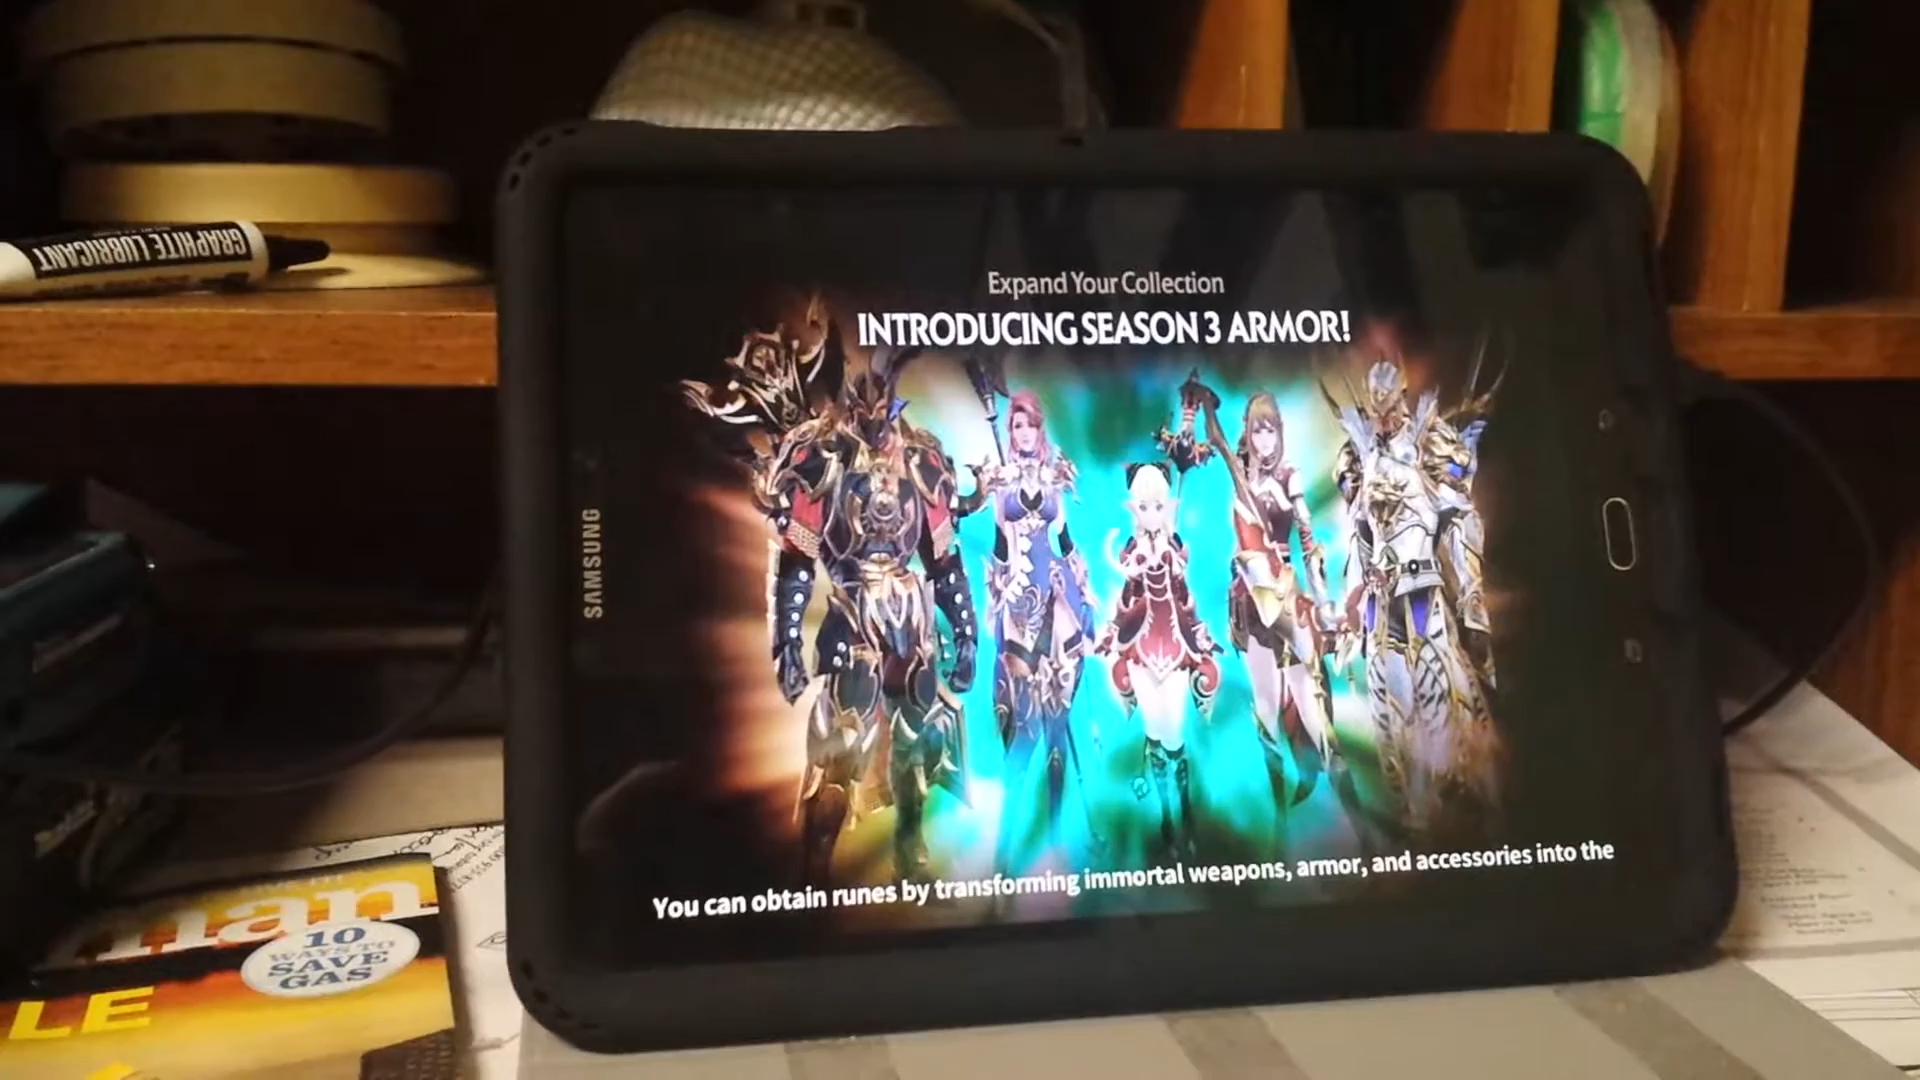 GRAPHITE LUBRICANT
Expand Your Collection
INTRODUCING SEASON 3 ARMOR!
SAMSUNG
You can obtain runes by transforming immortal weapons, armor, and accessories into the
10
WAYS TO
SAVE
GAS
LE